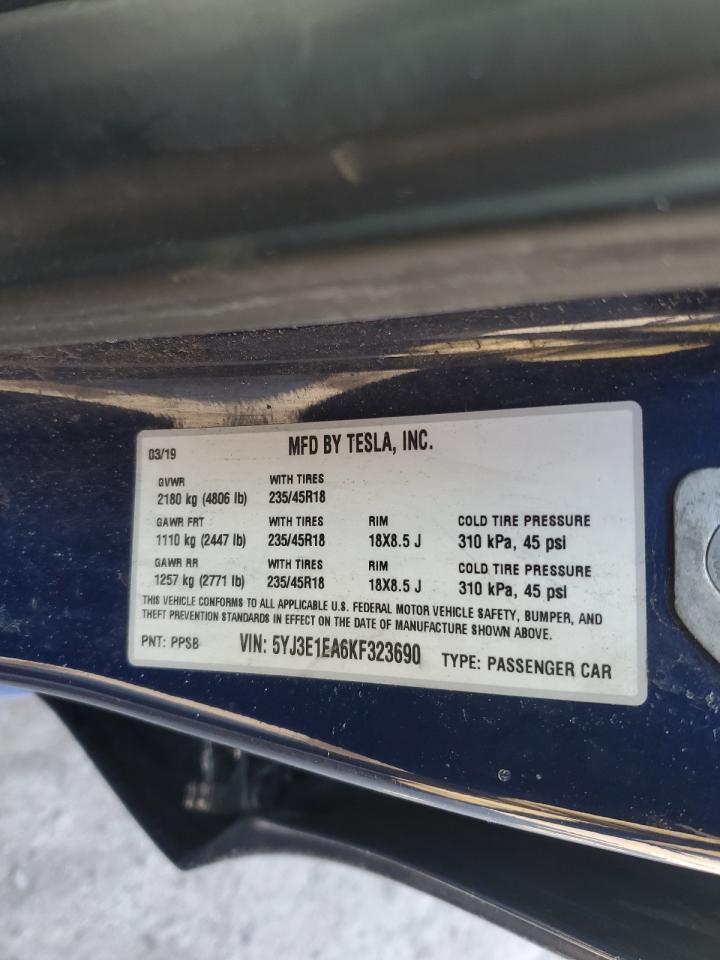 03/19 MFD BY TESLA, INC.
GVWR WITH TIRES
2180 kg (4806 lb) 235/45R18
GAWR FRT WITH TIRES RIM COLD TIRE PRESSURE
1110 kg (2447 lb) 235/45R18 18X8.5 J 310 kPa, 45 psi
GAWR RR WITH TIRES RIM COLD TIRE PRESSURE
1257 kg (2771 lb) 235/45R18 18X8.5 J 310 kPa, 45 psi
THIS VEHICLE CONFORMS TO ALL APPLICABLE U.S. FEDERAL MOTOR VEHICLE SAFETY, BUMPER, AND
THEFT PREVENTION STANDARDS IN EFFECT ON THE DATE OF MANUFACTURE SHOWN ABOVE.
PNT: PPSB VIN: 5YJ3E1EA6KF323690 TYPE: PASSENGER CAR